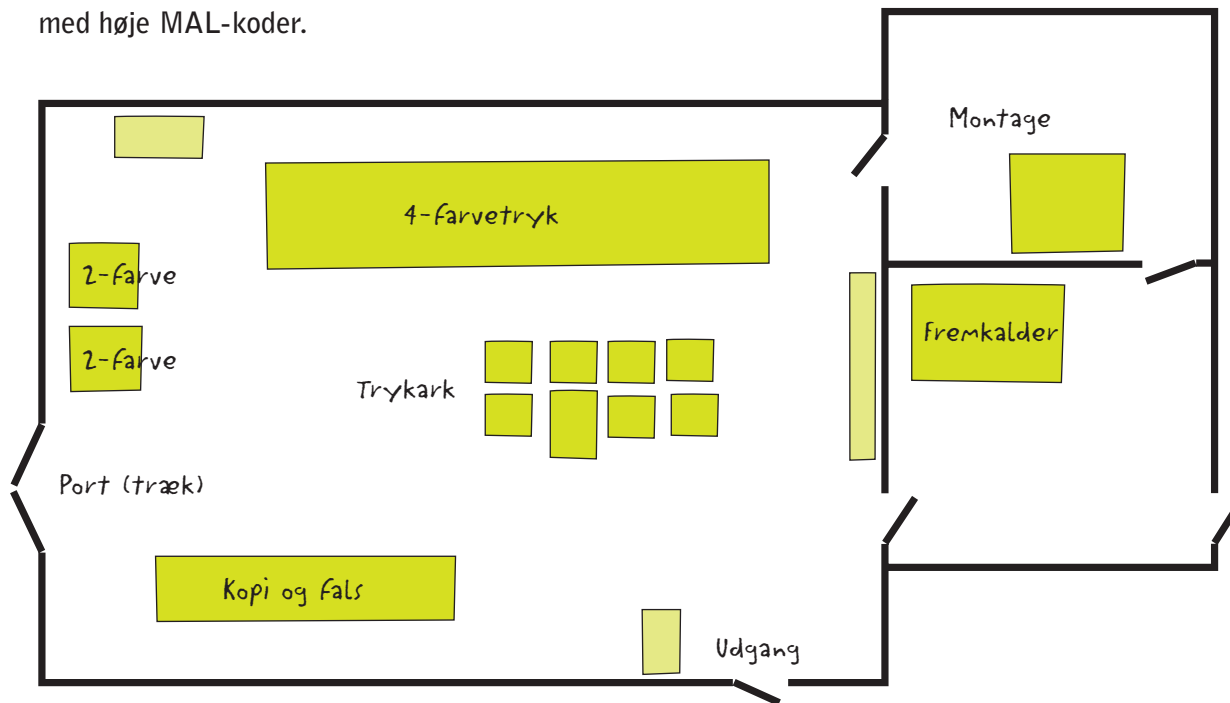 med høje MAL-koder.
Montage
4-farvetryk
2-farve
Fremkalder
2-farve
Trykark
Port (træk)
Kopi og fals
Udgang